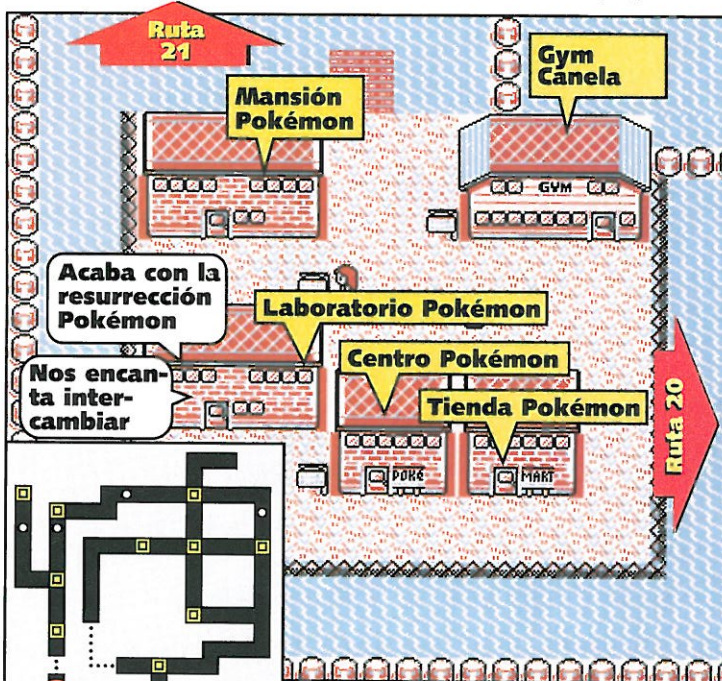 Ruta
21
Gym
Canela
Mansión
Pokémon
GYM
Acaba con la
resurrección
Pokémon
Laboratorio Pokémon
Nos encan-
ta inter-
cambiar
Centro Pokémon
Tienda Pokémon
Ruta 20
POKé
MART